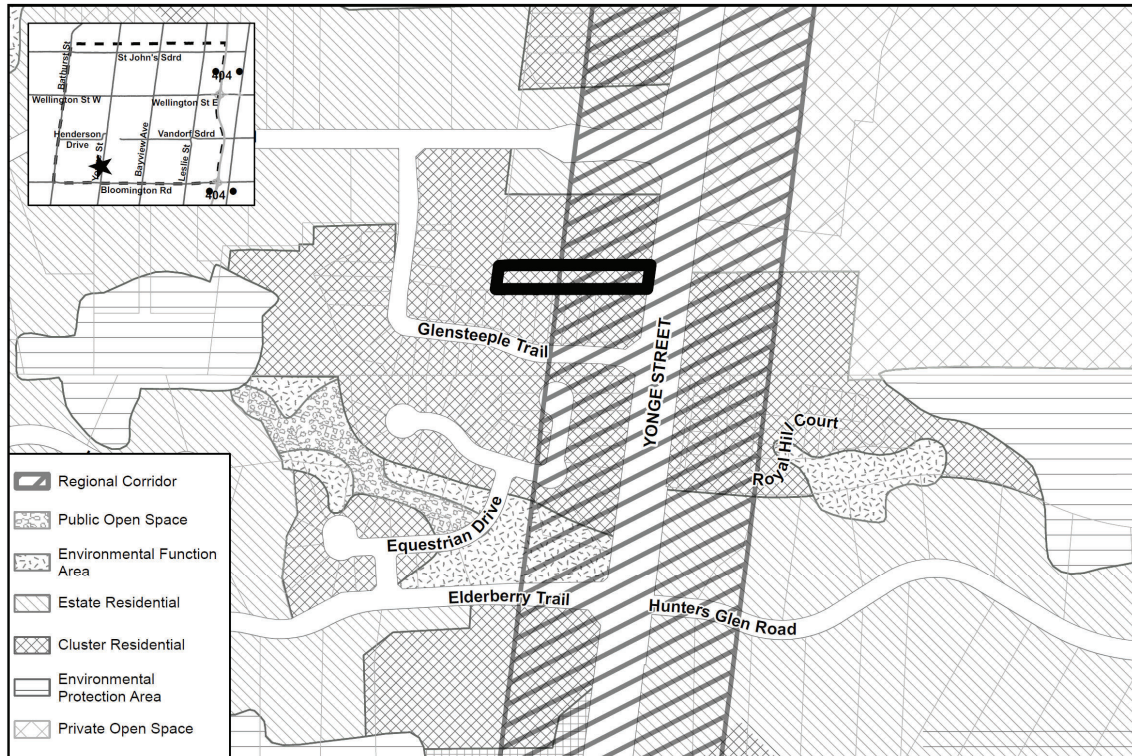 St John's Sdrd
Bathurst St
404
Wellington St W
Wellington St E
Henderson
Drive
Vandorf Sdrd
Bayview Ave
Leslie St
Bloomington Rd
404
Glensteeple Trail
YONGE STREET
Royal Hill Court
Equestrian Drive
Elderberry Trail
Hunters Glen Road
Regional Corridor
Public Open Space
Environmental Function
Area
Estate Residential
Cluster Residential
Environmental
Protection Area
Private Open Space